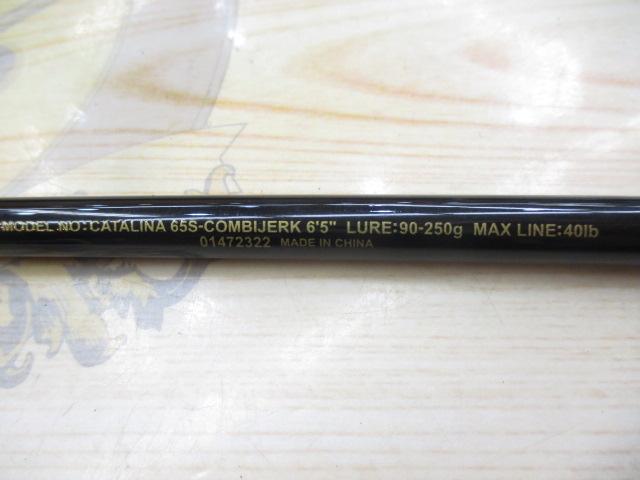 MODEL NO:CATALINA 65S-COMBIJERK 6'5" LURE:90-250g MAX LINE:40lb
01472322 MADE IN CHINA